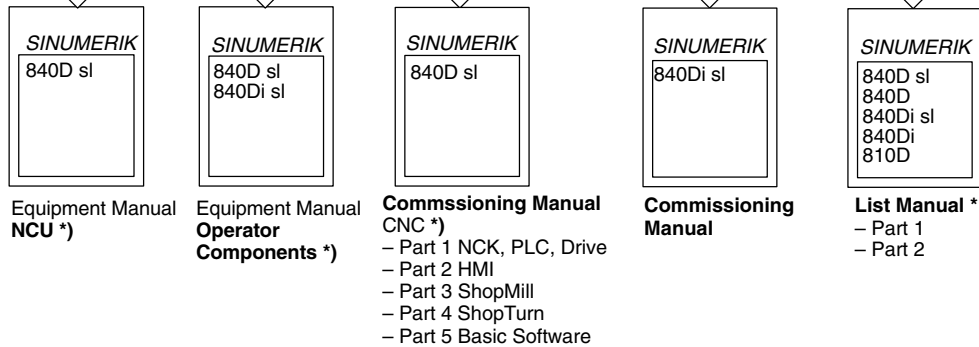 SINUMERIK
840D sl
Equipment Manual
NCU *)
SINUMERIK
840D sl
840Di sl
Equipment Manual
Operator
Components *)
SINUMERIK
840D sl
Commssioning Manual
CNC *)
– Part 1 NCK, PLC, Drive
– Part 2 HMI
– Part 3 ShopMill
– Part 4 ShopTurn
– Part 5 Basic Software
SINUMERIK
840Di sl
Commissioning
Manual
SINUMERIK
840D sl
840D
840Di sl
840Di
810D
List Manual *
– Part 1
– Part 2